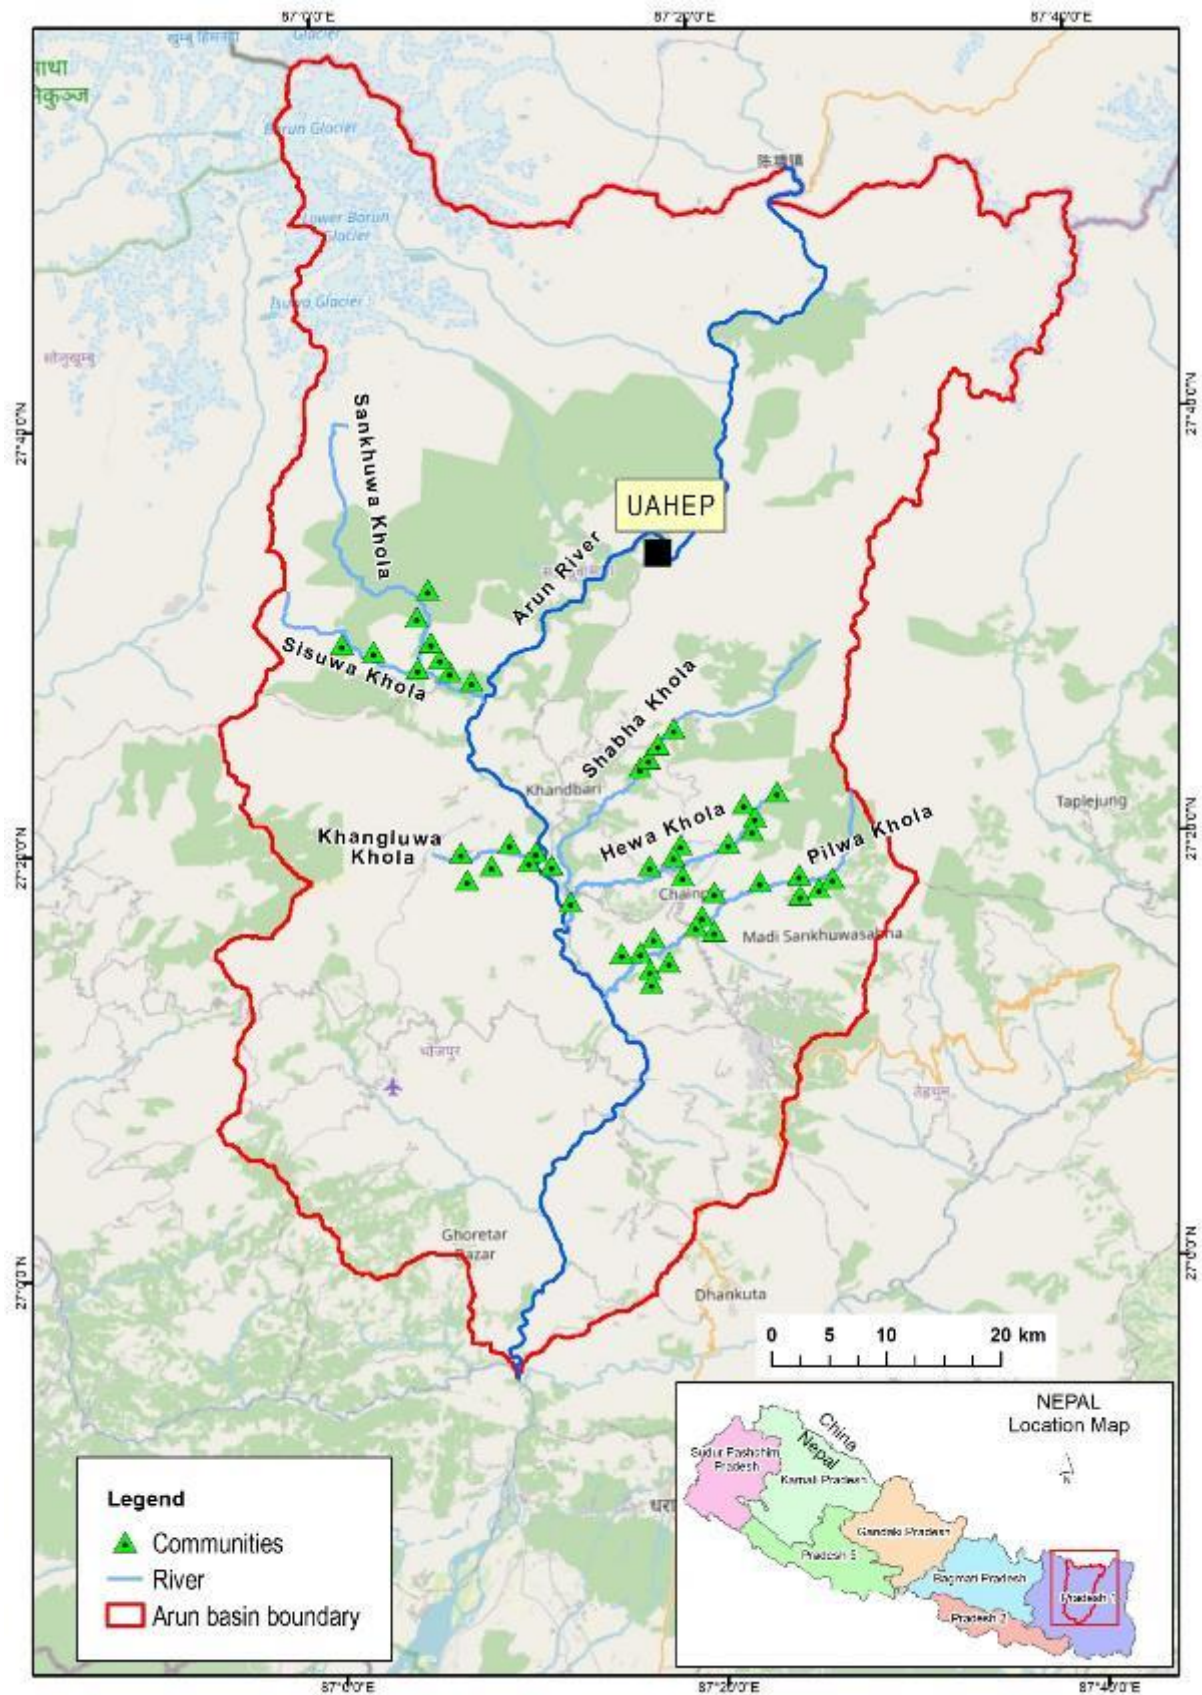 87°0'0"E
87°20'0"E
87°40'0"E
Glacier
Barun Glacier
陈塘镇
Lower Barun
Glacier
Isuwa Glacier
सोलुखुम्बु
27°40'0"N
27°40'0"N
Sankhuwa Khola
UAHEP
Arun River
Sisuwa Khola
Shabha Khola
Khandbari
Taplejung
Hewa Khola
Pilwa Khola
Khangluwa
Khola
27°20'0"N
27°20'0"N
Chainpur
Madi Sankhuwasabha
भोजपुर
तेह्रथुम
Ghoretar
Bazar
27°0'0"N
27°0'0"N
Dhankuta
0 5 10 20 km
NEPAL
Location Map
China
Nepal
N
Sudur Pashchim
Pradesh
Karnali Pradesh
Gandaki Pradesh
Pradesh 5
Bagmati Pradesh
Pradesh 1
Pradesh 2
धरा
Legend
Communities
River
Arun basin boundary
87°0'0"E
87°20'0"E
87°40'0"E